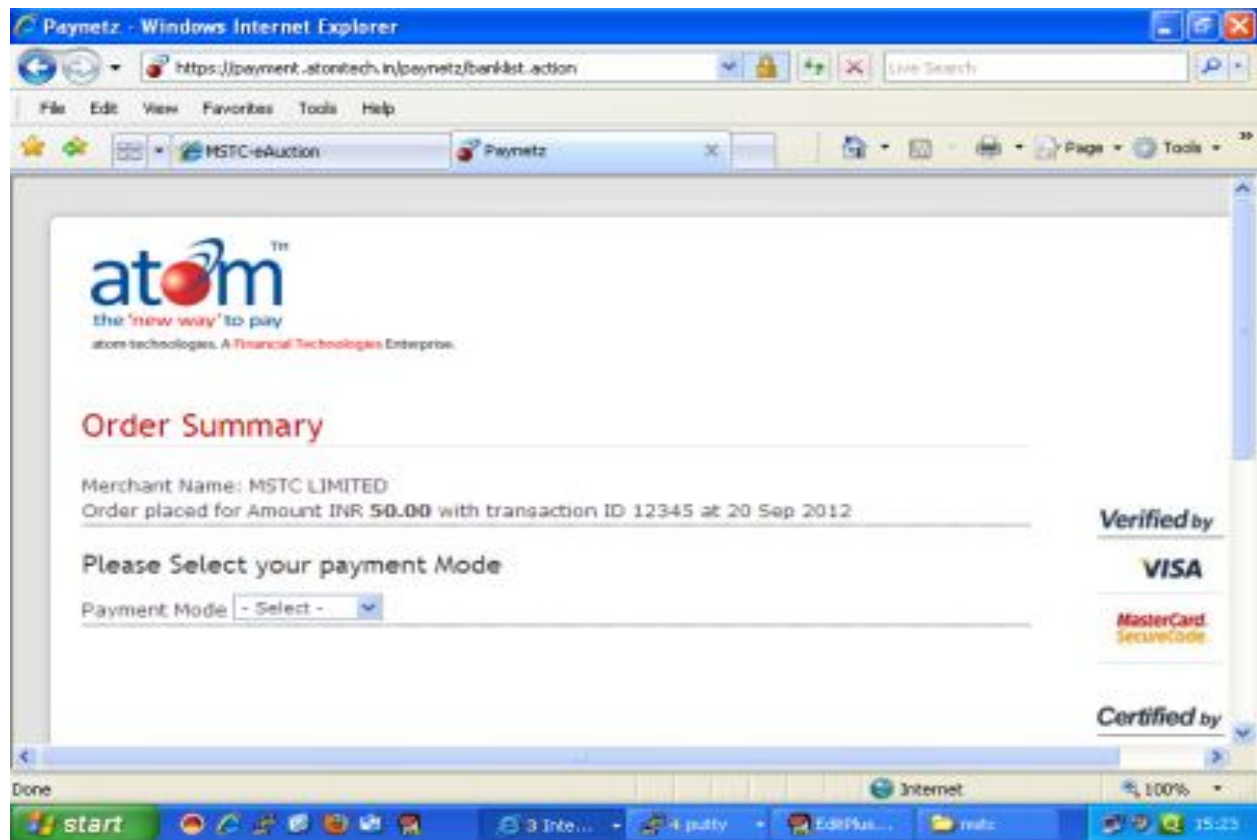 Paynetz - Windows Internet Explorer
https://payment.atomtech.in/paynetz/banklist.action
Live Search
File Edit View Favorites Tools Help
MSTC-eAuction
Paynetz
Page
Tools
atom TM
the 'new way' to pay
atom technologies. A Financial Technologies Enterprise.
Order Summary
Merchant Name: MSTC LIMITED
Order placed for Amount INR 50.00 with transaction ID 12345 at 20 Sep 2012
Please Select your payment Mode
Payment Mode - Select -
Verified by
VISA
MasterCard.
SecureCode.
Certified by
Done
Internet
100%
start
3 Inte...
4 putty
EditPlus...
mstc
15:23